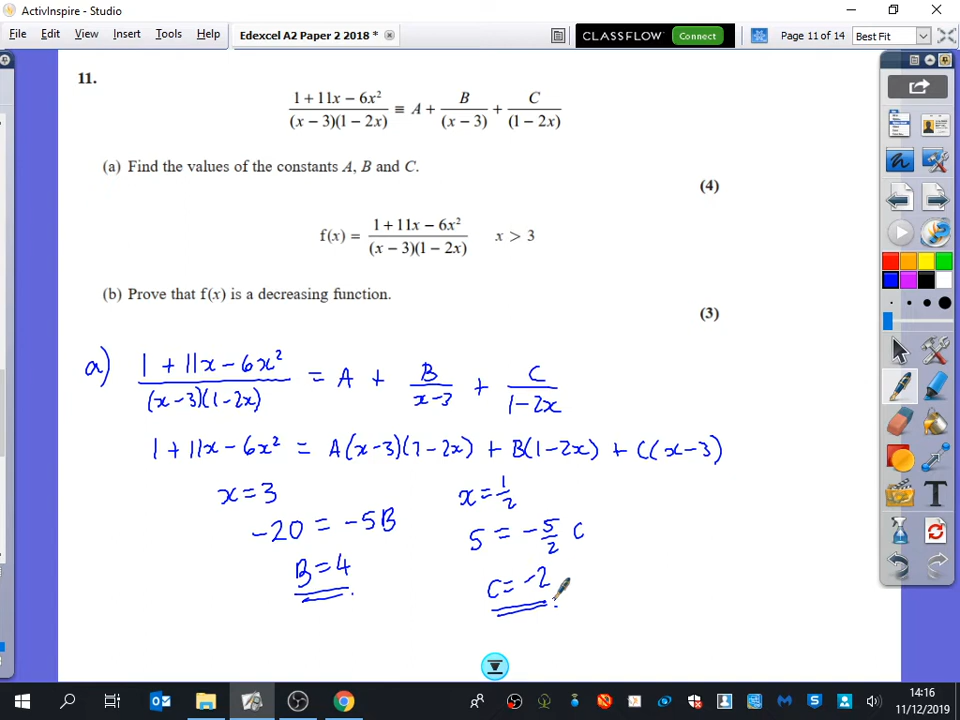 ActivInspire - Studio
File Edit View Insert Tools Help
Edexcel A2 Paper 2 2018 *
CLASSFLOW Connect
Page 11 of 14
Best Fit
11.
(1 + 11x − 6x²)/((x − 3)(1 − 2x)) ≡ A + B/(x − 3) + C/(1 − 2x)
(a) Find the values of the constants A, B and C.
(4)
f(x) = (1 + 11x − 6x²)/((x − 3)(1 − 2x)) x > 3
(b) Prove that f(x) is a decreasing function.
(3)
a) (1 + 11x − 6x²)/((x−3)(1−2x)) = A + B/(x−3) + C/(1−2x)
1 + 11x − 6x² = A(x−3)(1−2x) + B(1−2x) + C(x−3)
x = 3
x = 1/2
-20 = -5B
5 = -5/2 C
B = 4.
C = -2.
T
14:16
11/12/2019